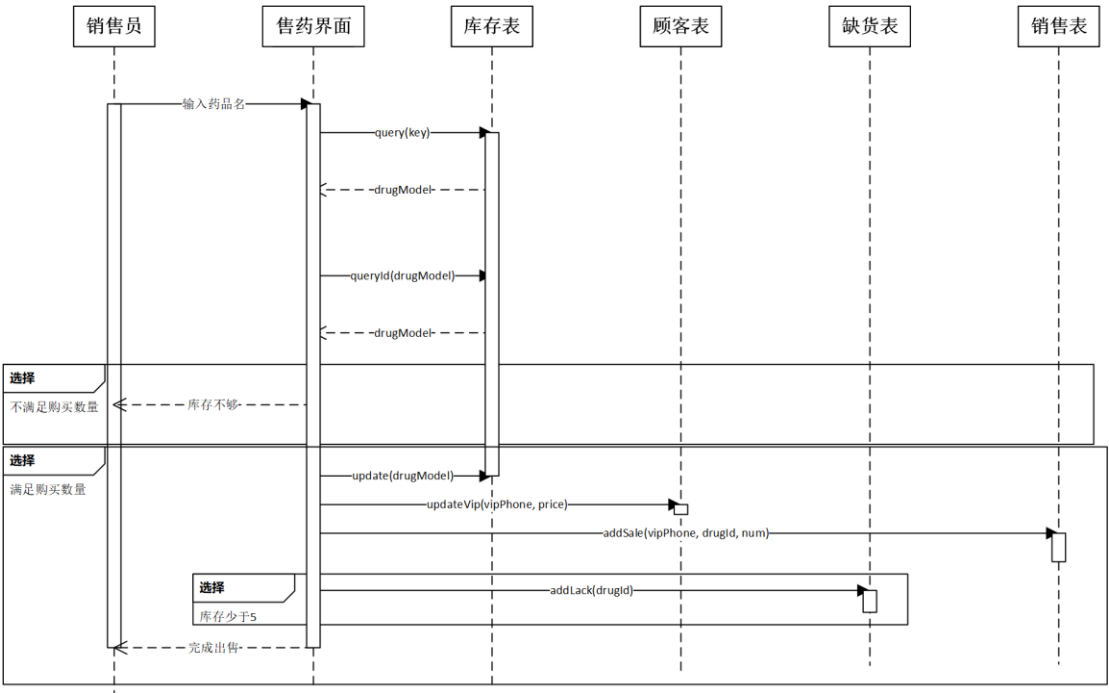 销售员
售药界面
库存表
顾客表
缺货表
销售表
输入药品名
query(key)
drugModel
queryId(drugModel)
drugModel
选择
不满足购买数量
库存不够
选择
满足购买数量
update(drugModel)
updateVip(vipPhone, price)
addSale(vipPhone, drugId, num)
选择
库存少于5
addLack(drugId)
完成出售